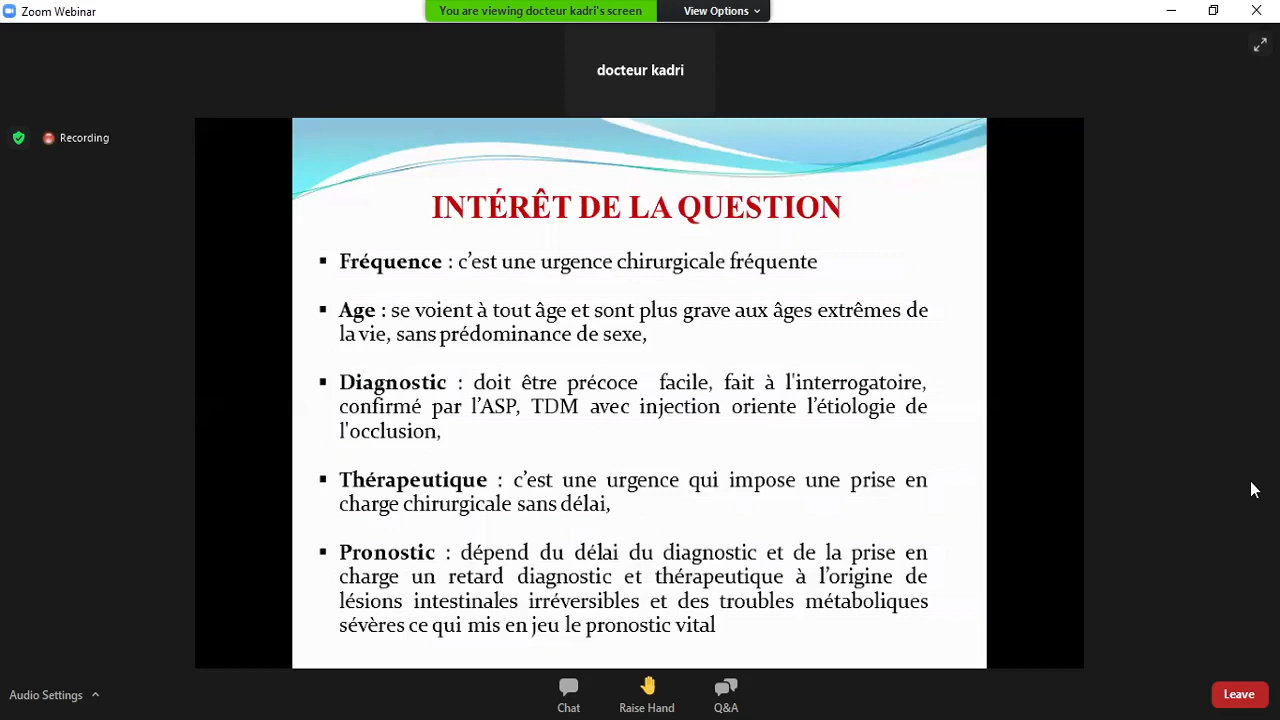 Zoom Webinar
You are viewing docteur kadri's screen
View Options
docteur kadri
Recording
INTÉRÊT DE LA QUESTION
▪ Fréquence : c’est une urgence chirurgicale fréquente
▪ Age : se voient à tout âge et sont plus grave aux âges extrêmes de
la vie, sans prédominance de sexe,
▪ Diagnostic : doit être précoce facile, fait à l'interrogatoire,
confirmé par l’ASP, TDM avec injection oriente l’étiologie de
l'occlusion,
▪ Thérapeutique : c’est une urgence qui impose une prise en
charge chirurgicale sans délai,
▪ Pronostic : dépend du délai du diagnostic et de la prise en
charge un retard diagnostic et thérapeutique à l’origine de
lésions intestinales irréversibles et des troubles métaboliques
sévères ce qui mis en jeu le pronostic vital
Audio Settings
Chat
Raise Hand
Q&A
Leave